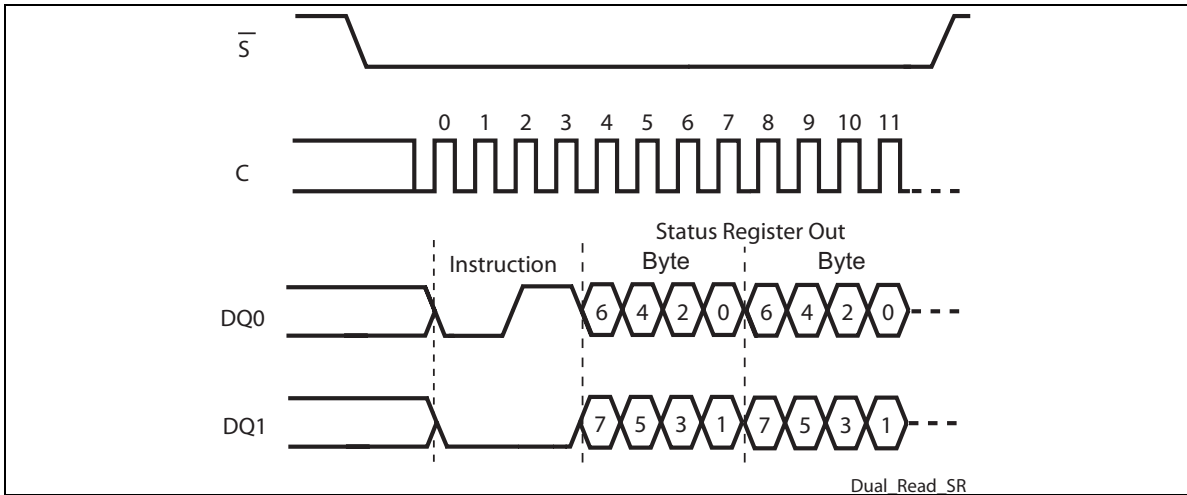 S
0 1 2 3 4 5 6 7 8 9 10 11
C
Status Register Out
Instruction Byte Byte
DQ0 6 4 2 0 6 4 2 0
DQ1 7 5 3 1 7 5 3 1
Dual_Read_SR